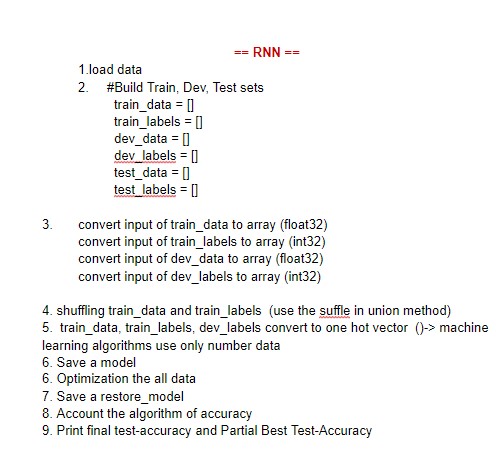 == RNN ==
1.load data
2. #Build Train, Dev, Test sets
train_data = []
train_labels = []
dev_data = []
dev_labels = []
test_data = []
test_labels = []
3. convert input of train_data to array (float32)
convert input of train_labels to array (int32)
convert input of dev_data to array (float32)
convert input of dev_labels to array (int32)
4. shuffling train_data and train_labels (use the suffle in union method)
5. train_data, train_labels, dev_labels convert to one hot vector ()-> machine
learning algorithms use only number data
6. Save a model
6. Optimization the all data
7. Save a restore_model
8. Account the algorithm of accuracy
9. Print final test-accuracy and Partial Best Test-Accuracy